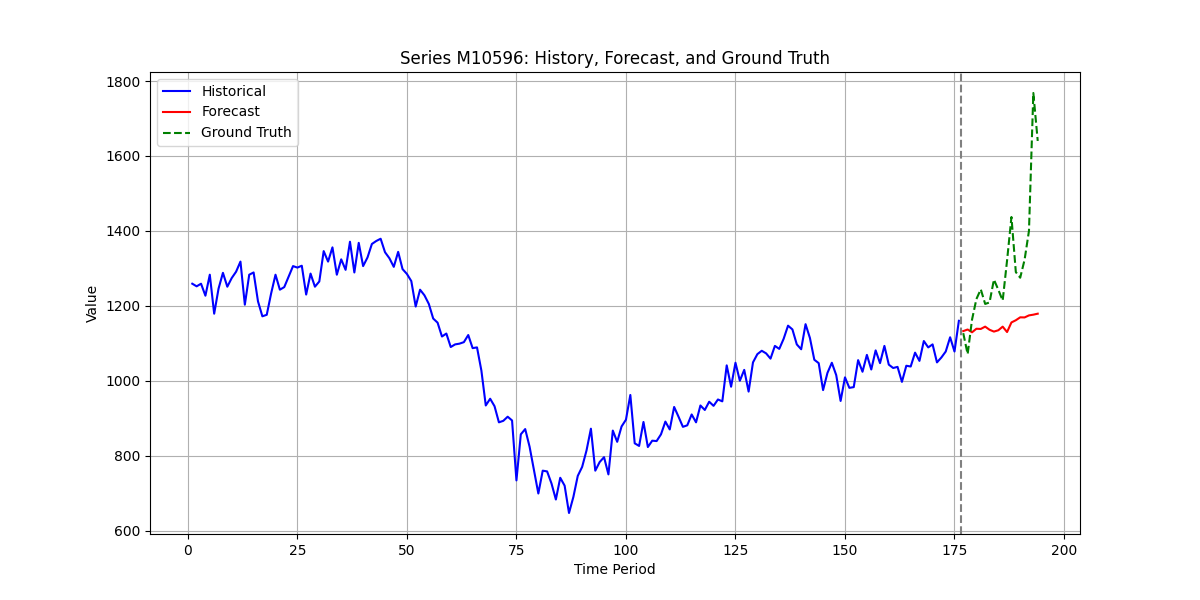 Series M10596: History, Forecast, and Ground Truth
1800
1600
1400
1200
1000
800
600
Value
Historical
Forecast
Ground Truth
0
25
50
75
100
125
150
175
200
Time Period